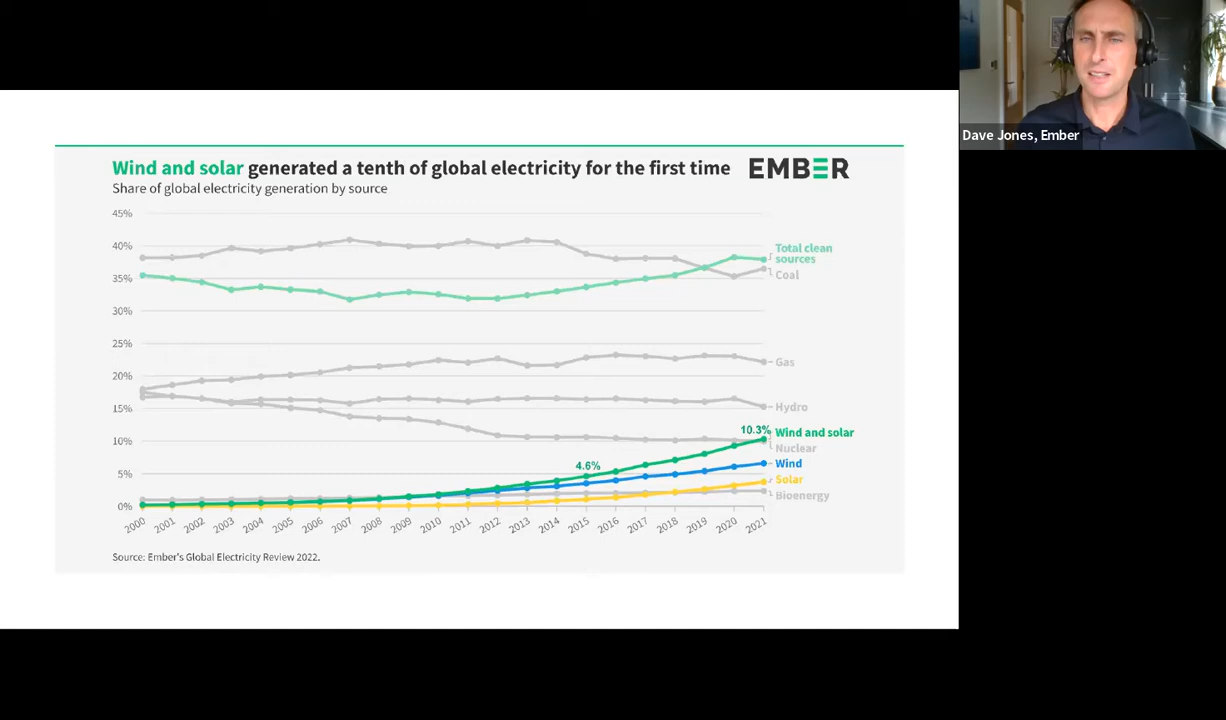 Dave Jones, Ember
Wind and solar generated a tenth of global electricity for the first time
EMBER
Share of global electricity generation by source
45%
40%
35%
30%
25%
20%
15%
10%
5%
0%
Total clean
sources
Coal
Gas
Hydro
10.3%
Wind and solar
Nuclear
4.6%
Wind
Solar
Bioenergy
2000
2001
2002
2003
2004
2005
2006
2007
2008
2009
2010
2011
2012
2013
2014
2015
2016
2017
2018
2019
2020
2021
Source: Ember's Global Electricity Review 2022.